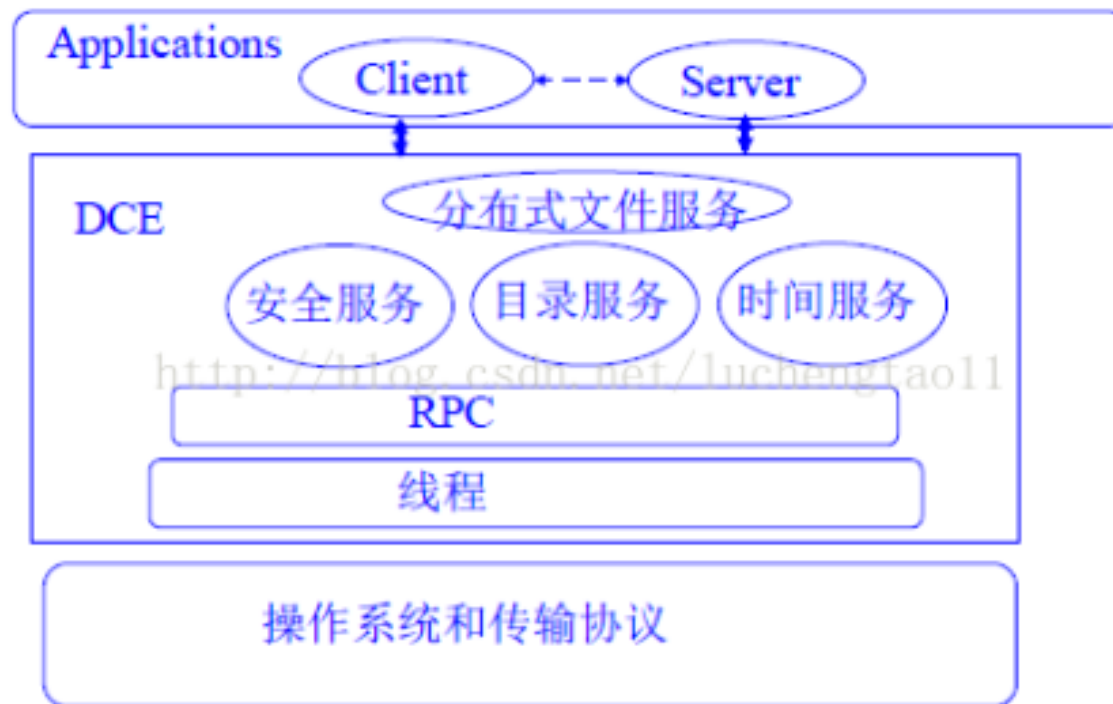 Applications
Client Server
DCE
分布式文件服务
安全服务 目录服务 时间服务
http://blog.csdn.net/luchengtao11
RPC
线程
操作系统和传输协议